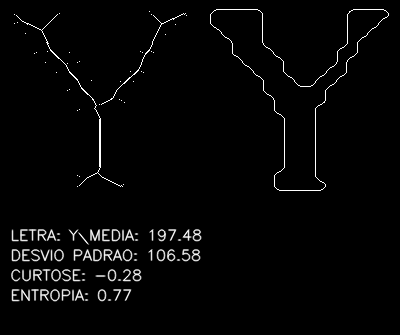 Y Y
LETRA: Y\MEDIA: 197.48
DESVIO PADRAO: 106.58
CURTOSE: -0.28
ENTROPIA: 0.77